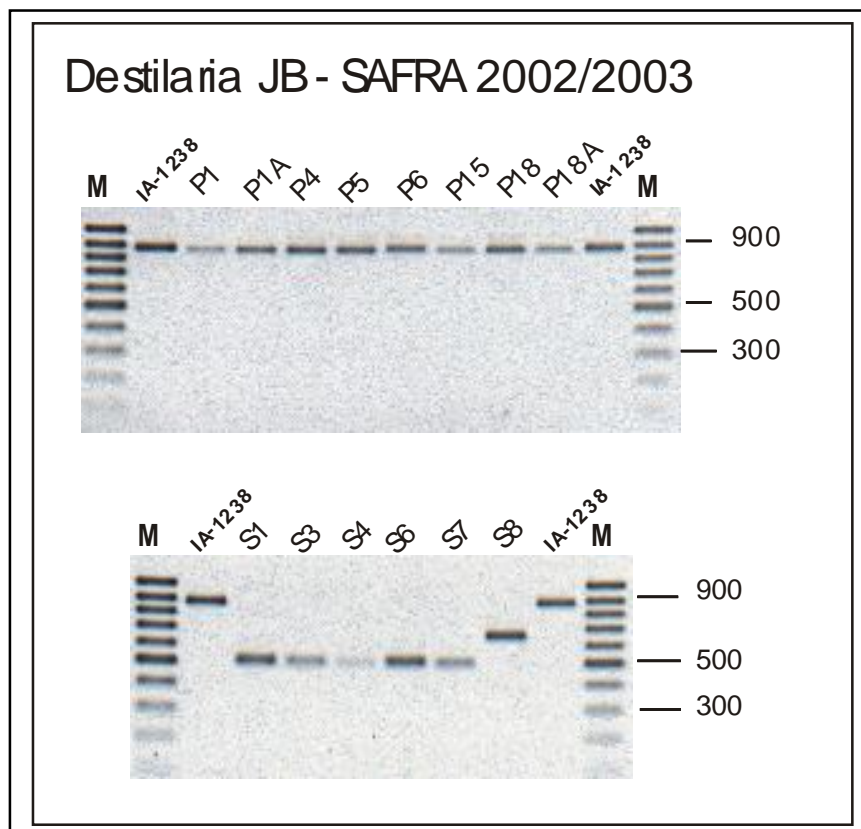 Destilaria JB - SAFRA 2002/2003
M IA-1238 P1 P1A P4 P5 P6 P15 P18 P18A IA-1238 M
900
500
300
M IA-1238 S1 S3 S4 S6 S7 S8 IA-1238 M
900
500
300